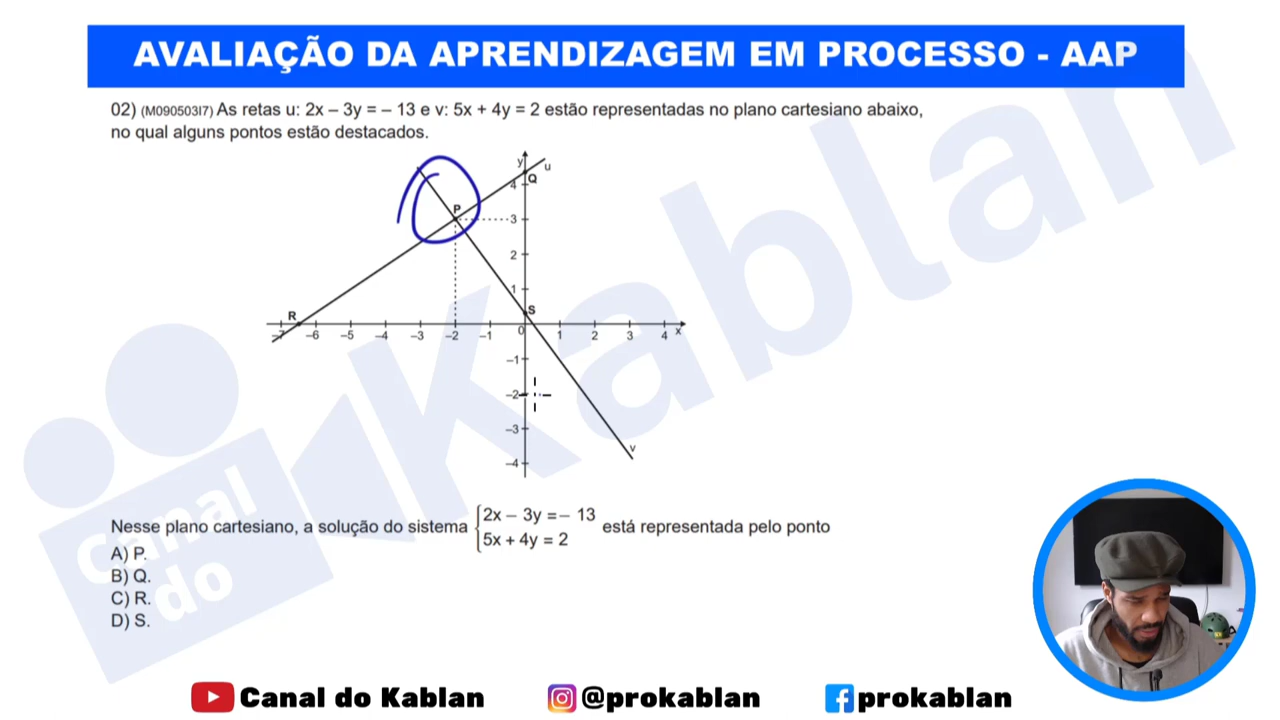 AVALIAÇÃO DA APRENDIZAGEM EM PROCESSO - AAP
02) (M090503I7) As retas u: 2x – 3y = – 13 e v: 5x + 4y = 2 estão representadas no plano cartesiano abaixo,
no qual alguns pontos estão destacados.
y
u
Q
4
P
3
2
1
S
R
–7 –6 –5 –4 –3 –2 –1 0 1 2 3 4 x
–1
–2
–3
v
–4
Nesse plano cartesiano, a solução do sistema {2x – 3y =– 13 está representada pelo ponto
5x + 4y = 2
A) P.
B) Q.
C) R.
D) S.
Canal do Kablan
Canal do Kablan @prokablan prokablan